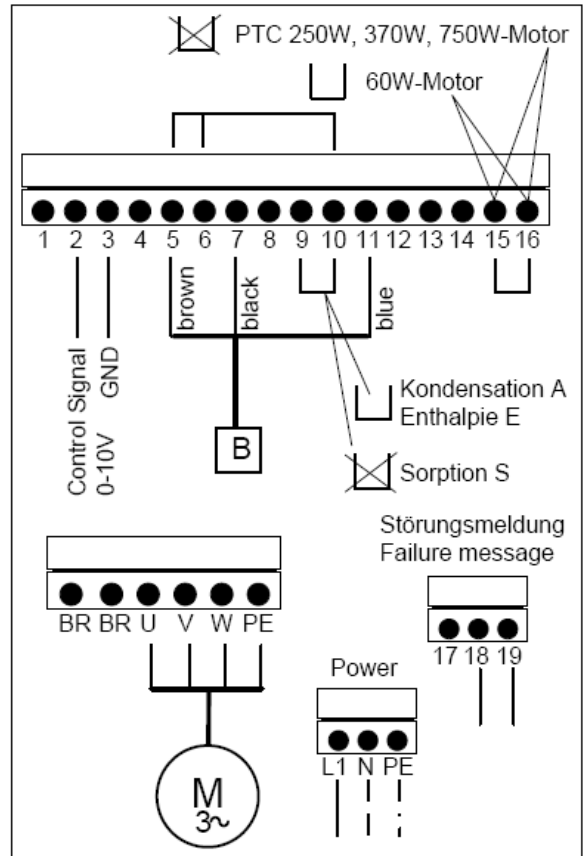 PTC 250W, 370W, 750W-Motor
60W-Motor
1 2 3 4 5 6 7 8 9 10 11 12 13 14 15 16
brown
black
blue
Control Signal
0-10V
GND
B
Kondensation A
Enthalpie E
Sorption S
Störungsmeldung
Failure message
BR BR U V W PE
17 18 19
Power
L1 N PE
M
3~